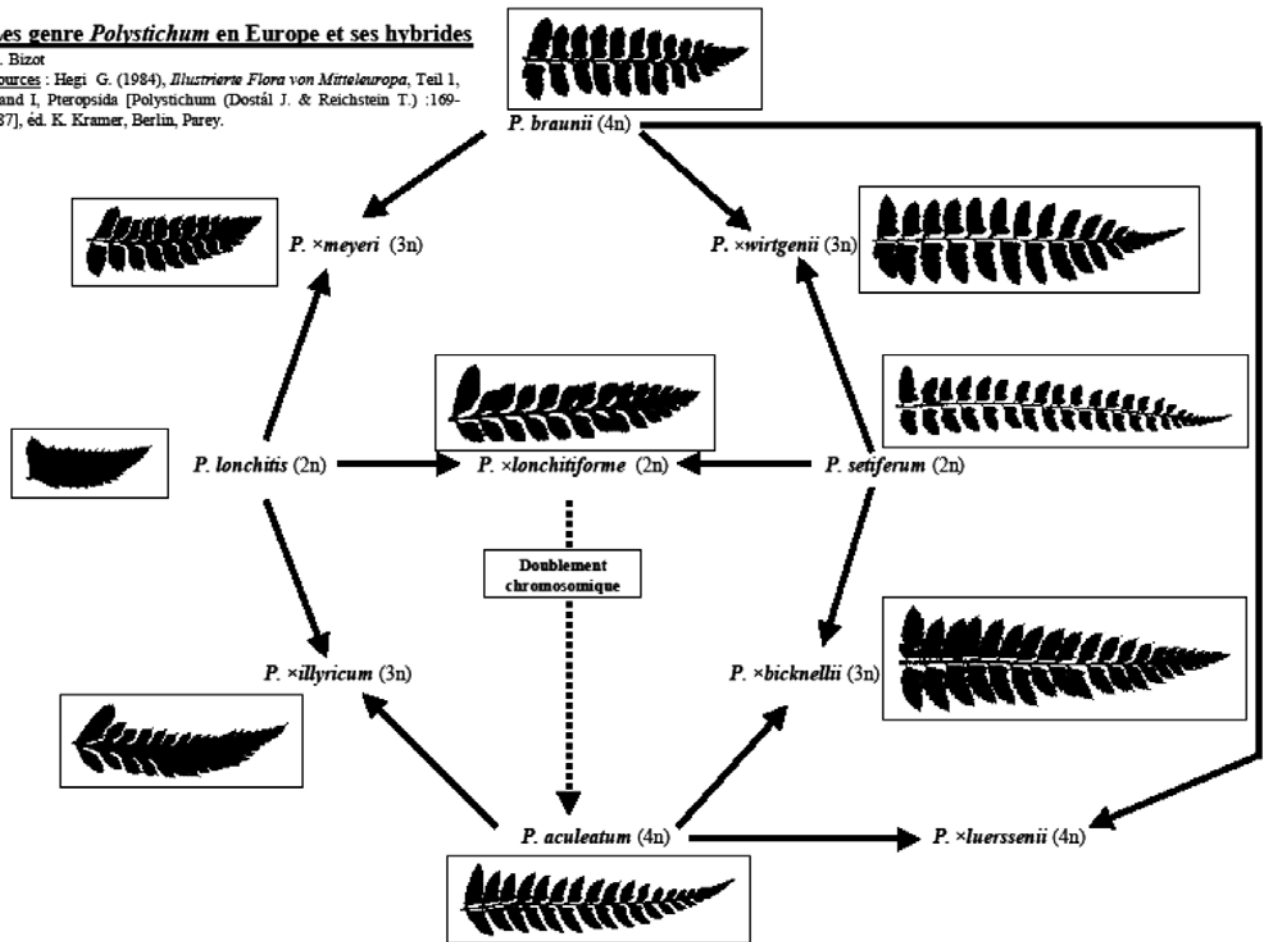 Les genre Polystichum en Europe et ses hybrides
. Bizot
ources : Hegi G. (1984), Illustrierte Flora von Mitteleuropa, Teil 1,
and I, Pteropsida [Polystichum (Dostál J. & Reichstein T.) :169-
87], éd. K. Kramer, Berlin, Parey.
P. braunii (4n)
P. ×meyeri (3n)
P. ×wirtgenii (3n)
P. lonchitis (2n)
P. ×lonchitiforme (2n)
P. setiferum (2n)
Doublement
chromosomique
P. ×illyricum (3n)
P. ×bicknellii (3n)
P. aculeatum (4n)
P. ×luerssenii (4n)